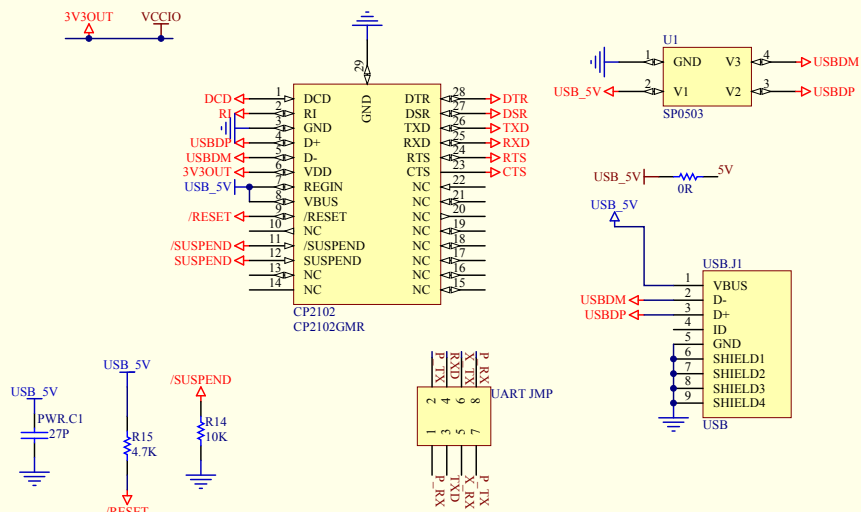 3V3OUT VCCIO
29
GND
CP2102
CP2102GMR
DCD 1 DCD DTR 28 DTR
RI 2 RI DSR 27 DSR
3 GND TXD 26 TXD
USBDP 4 D+ RXD 25 RXD
USBDM 5 D- RTS 24 RTS
3V3OUT 6 VDD CTS 23 CTS
USB_5V 7 REGIN NC 22
8 VBUS NC 21
/RESET 9 /RESET NC 20
10 NC NC 19
/SUSPEND 11 /SUSPEND NC 18
SUSPEND 12 SUSPEND NC 17
13 NC NC 16
14 NC NC 15
U1
1 GND V3 4 USBDM
USB_5V 2 V1 V2 3 USBDP
SP0503
USB_5V 0R 5V
USB_5V
USB.J1
1 VBUS
USBDM 2 D-
USBDP 3 D+
4 ID
5 GND
6 SHIELD1
7 SHIELD2
8 SHIELD3
9 SHIELD4
USB
USB_5V
PWR.C1
27P
USB_5V
R15
4.7K
/RESET
/SUSPEND
R14
10K
P_TX RXD X_TX P_RX
2 4 6 8
UART JMP
1 3 5 7
P_RX TXD X_RX P_TX